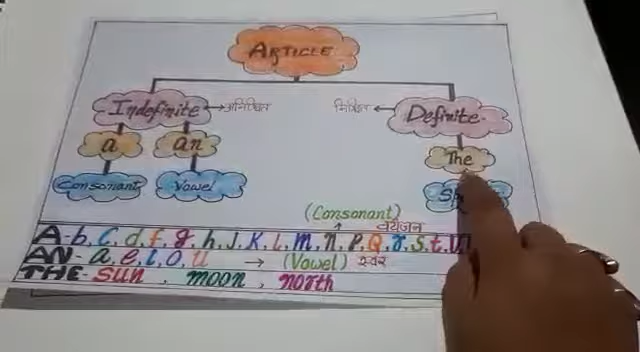 ARTICLE
Indefinite → अनिश्चित
निश्चित ← Definite
a an
The
Consonant Vowel
(Consonant)
A - b, C, d, f, g, h, J, K, L, m, n, P, Q, r, S, t, व्यंजन
AN - a, e, i, O, u → (Vowel) स्वर
THE - Sun , moon , north